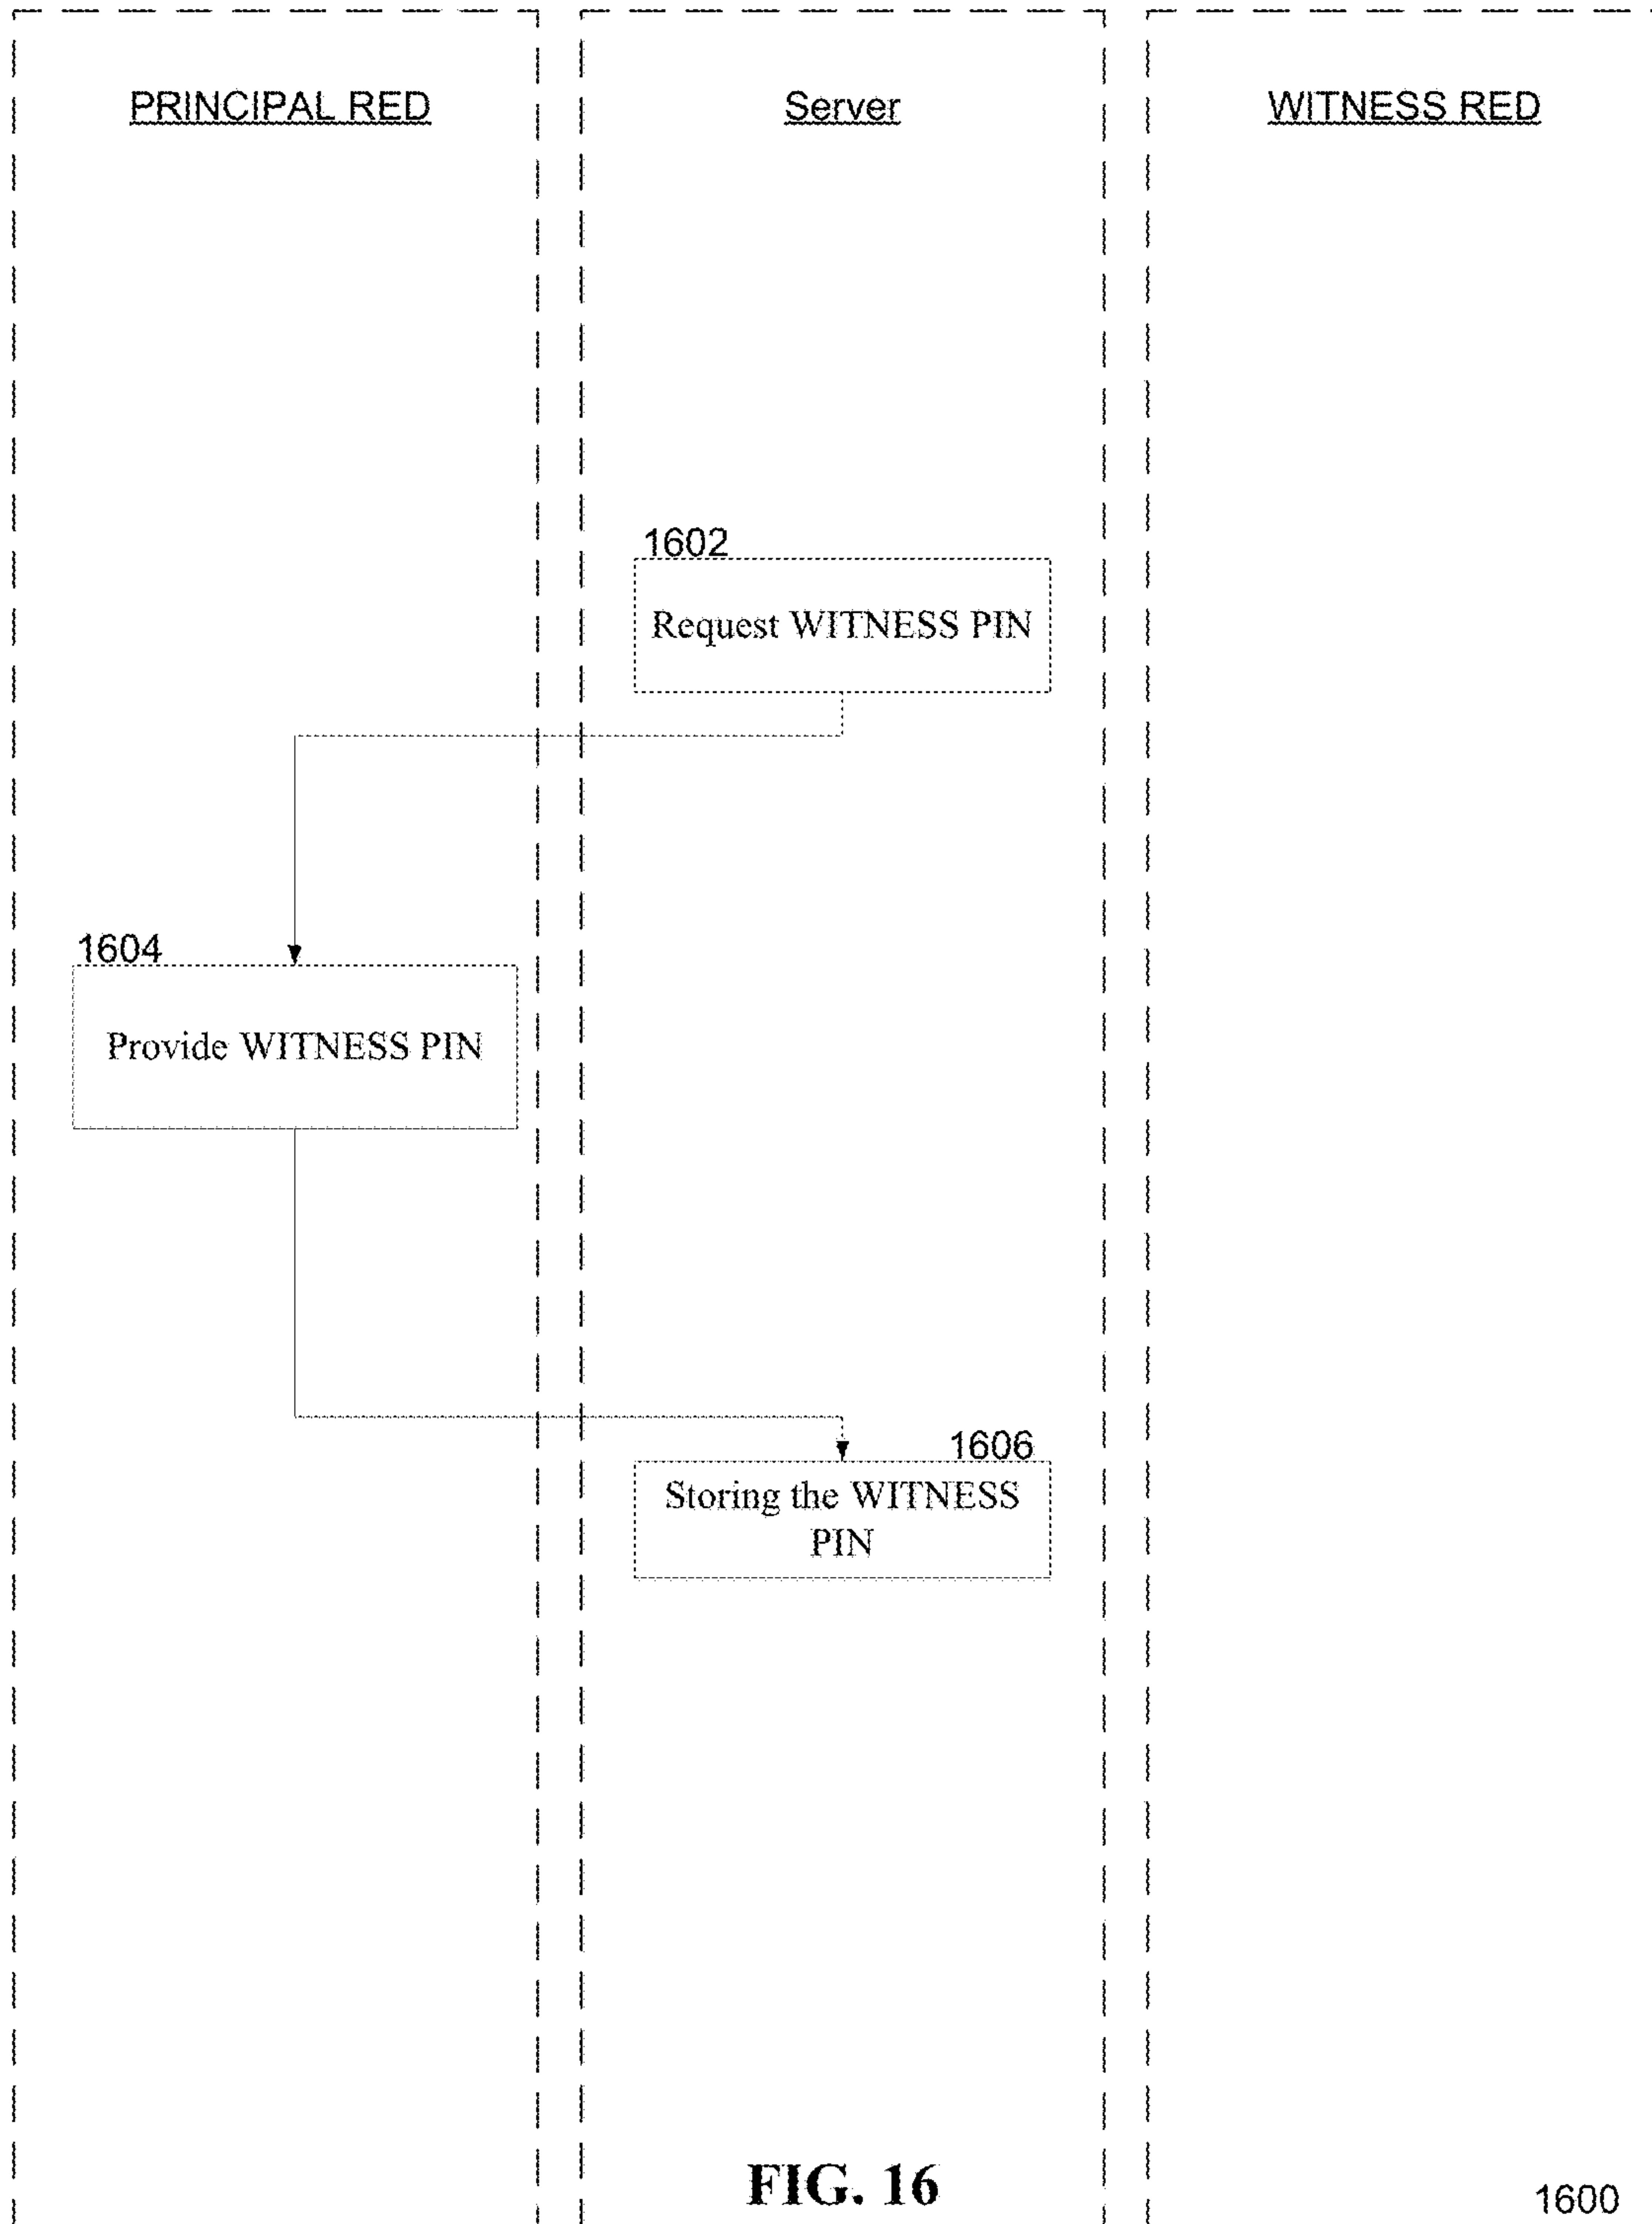 PRINCIPAL RED
Server
WITNESS RED
1602
Request WITNESS PIN
1604
Provide WITNESS PIN
1606
Storing the WITNESS
PIN
FIG. 16
1600